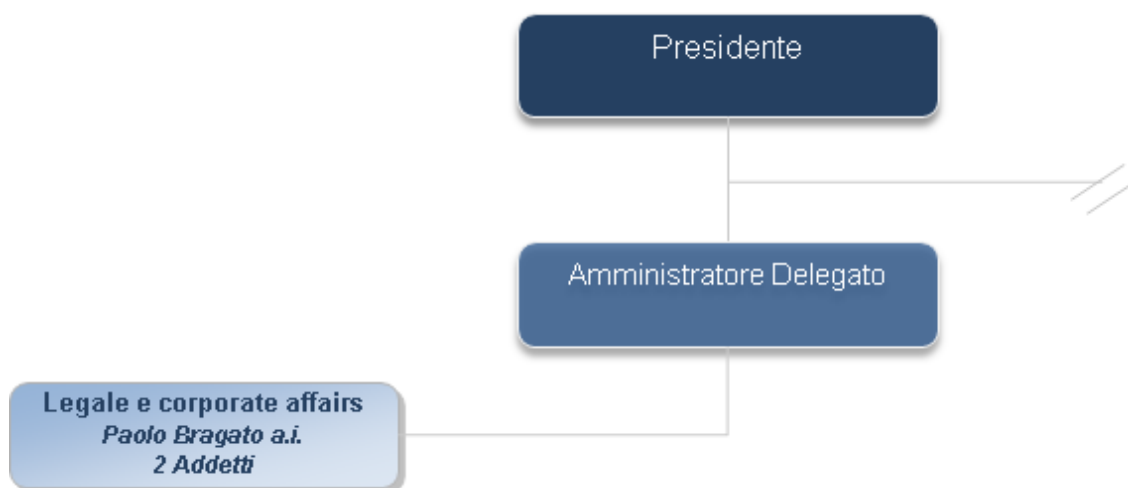 Presidente
Amministratore Delegato
Legale e corporate affairs
Paolo Bragato a.i.
2 Addetti